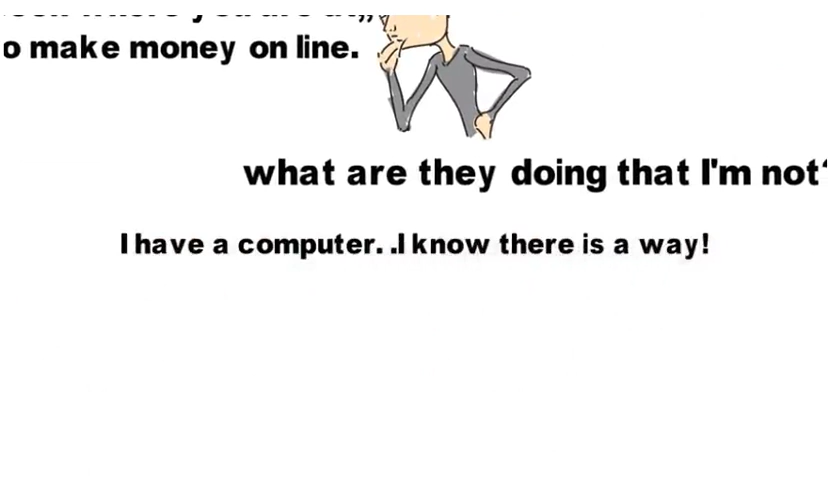 o make money on line.
what are they doing that I'm not
I have a computer. .I know there is a way!